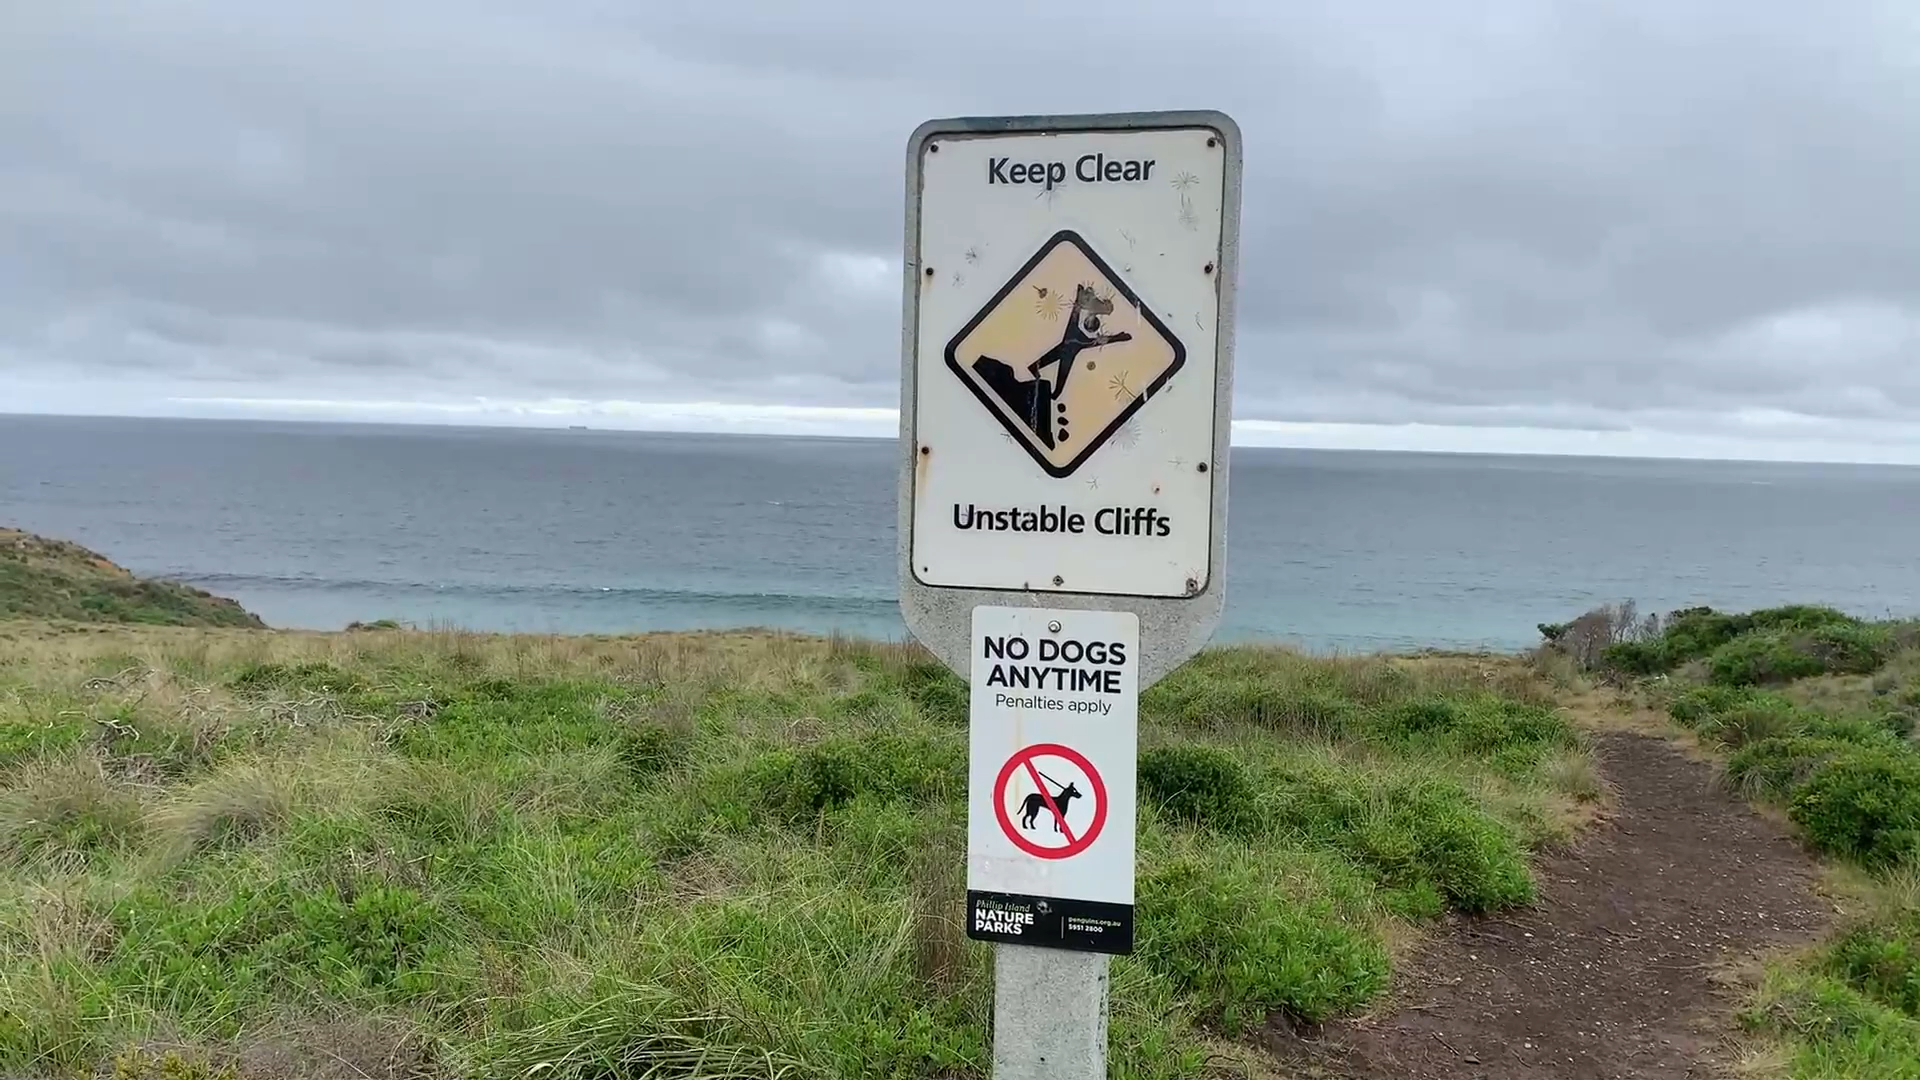 Keep Clear
Unstable Cliffs
NO DOGS
ANYTIME
Penalties apply
Phillip Island
NATURE
PARKS
penguins.org.au
5951 2800